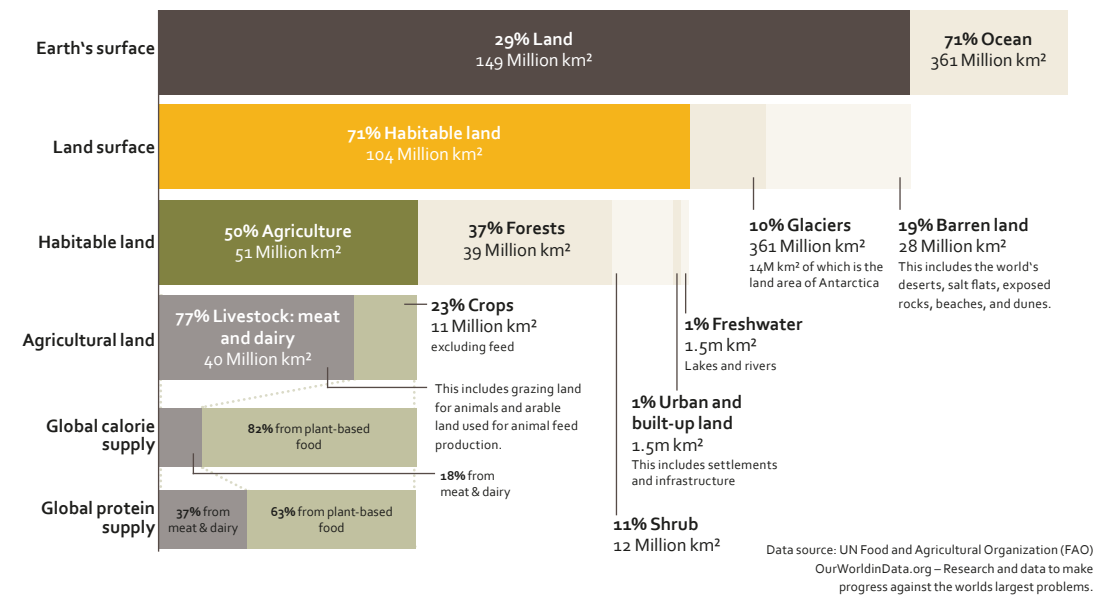 Earth‘s surface
29% Land
149 Million km²
71% Ocean
361 Million km²
Land surface
71% Habitable land
104 Million km²
10% Glaciers
361 Million km²
14M km² of which is the
land area of Antarctica
19% Barren land
28 Million km²
This includes the world‘s
deserts, salt flats, exposed
rocks, beaches, and dunes.
Habitable land
50% Agriculture
51 Million km²
37% Forests
39 Million km²
1% Freshwater
1.5m km²
Lakes and rivers
1% Urban and
built-up land
1.5m km²
This includes settlements
and infrastructure
11% Shrub
12 Million km²
Agricultural land
77% Livestock: meat
and dairy
40 Million km²
23% Crops
11 Million km²
excluding feed
This includes grazing land
for animals and arable
land used for animal feed
production.
Global calorie
supply
82% from plant-based
food
18% from
meat & dairy
Global protein
supply
37% from
meat & dairy
63% from plant-based
food
Data source: UN Food and Agricultural Organization (FAO)
OurWorldinData.org – Research and data to make
progress against the worlds largest problems.